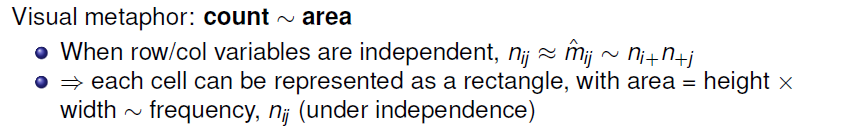 Visual metaphor: count ∼ area
When row/col variables are independent, nᵢⱼ ≈ m̂ᵢⱼ ∼ nᵢ₊n₊ⱼ
⇒ each cell can be represented as a rectangle, with area = height ×
width ∼ frequency, nᵢⱼ (under independence)